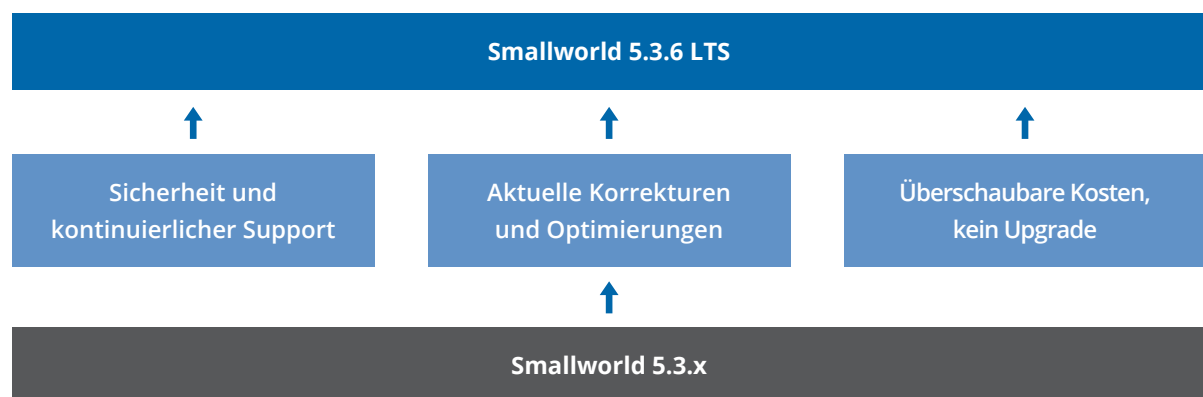 Smallworld 5.3.6 LTS
Sicherheit und
kontinuierlicher Support
Aktuelle Korrekturen
und Optimierungen
Überschaubare Kosten,
kein Upgrade
Smallworld 5.3.x